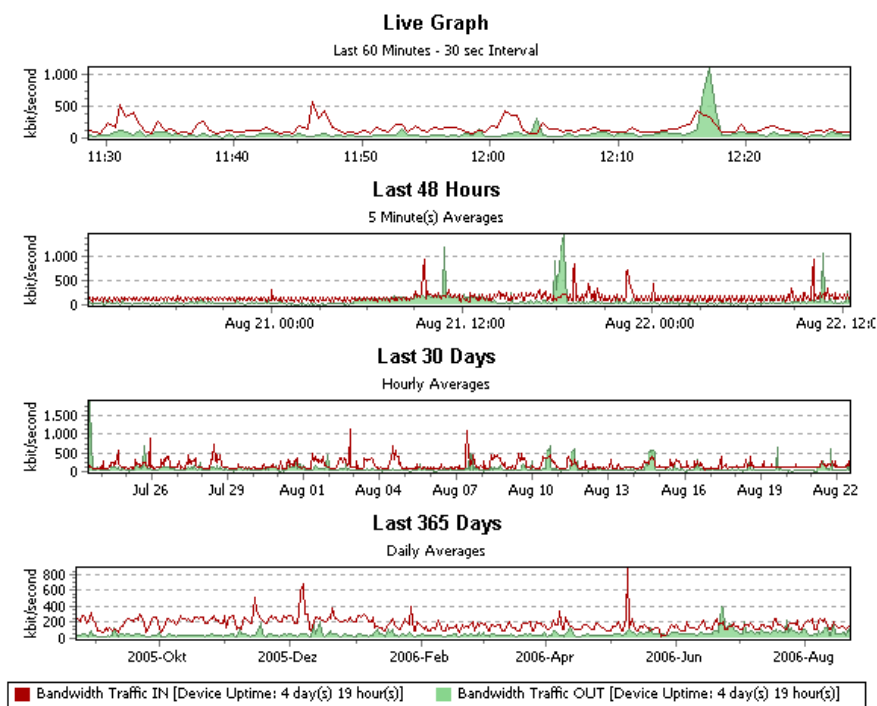 Live Graph
Last 60 Minutes - 30 sec Interval
kbit/second
1.000
500
0
11:30 11:40 11:50 12:00 12:10 12:20
Last 48 Hours
5 Minute(s) Averages
kbit/second
1.000
500
0
Aug 21. 00:00 Aug 21. 12:00 Aug 22. 00:00 Aug 22. 12:0
Last 30 Days
Hourly Averages
kbit/second
1.500
1.000
500
0
Jul 26 Jul 29 Aug 01 Aug 04 Aug 07 Aug 10 Aug 13 Aug 16 Aug 19 Aug 22
Last 365 Days
Daily Averages
kbit/second
800
600
400
200
0
2005-Okt 2005-Dez 2006-Feb 2006-Apr 2006-Jun 2006-Aug
Bandwidth Traffic IN [Device Uptime: 4 day(s) 19 hour(s)] Bandwidth Traffic OUT [Device Uptime: 4 day(s) 19 hour(s)]